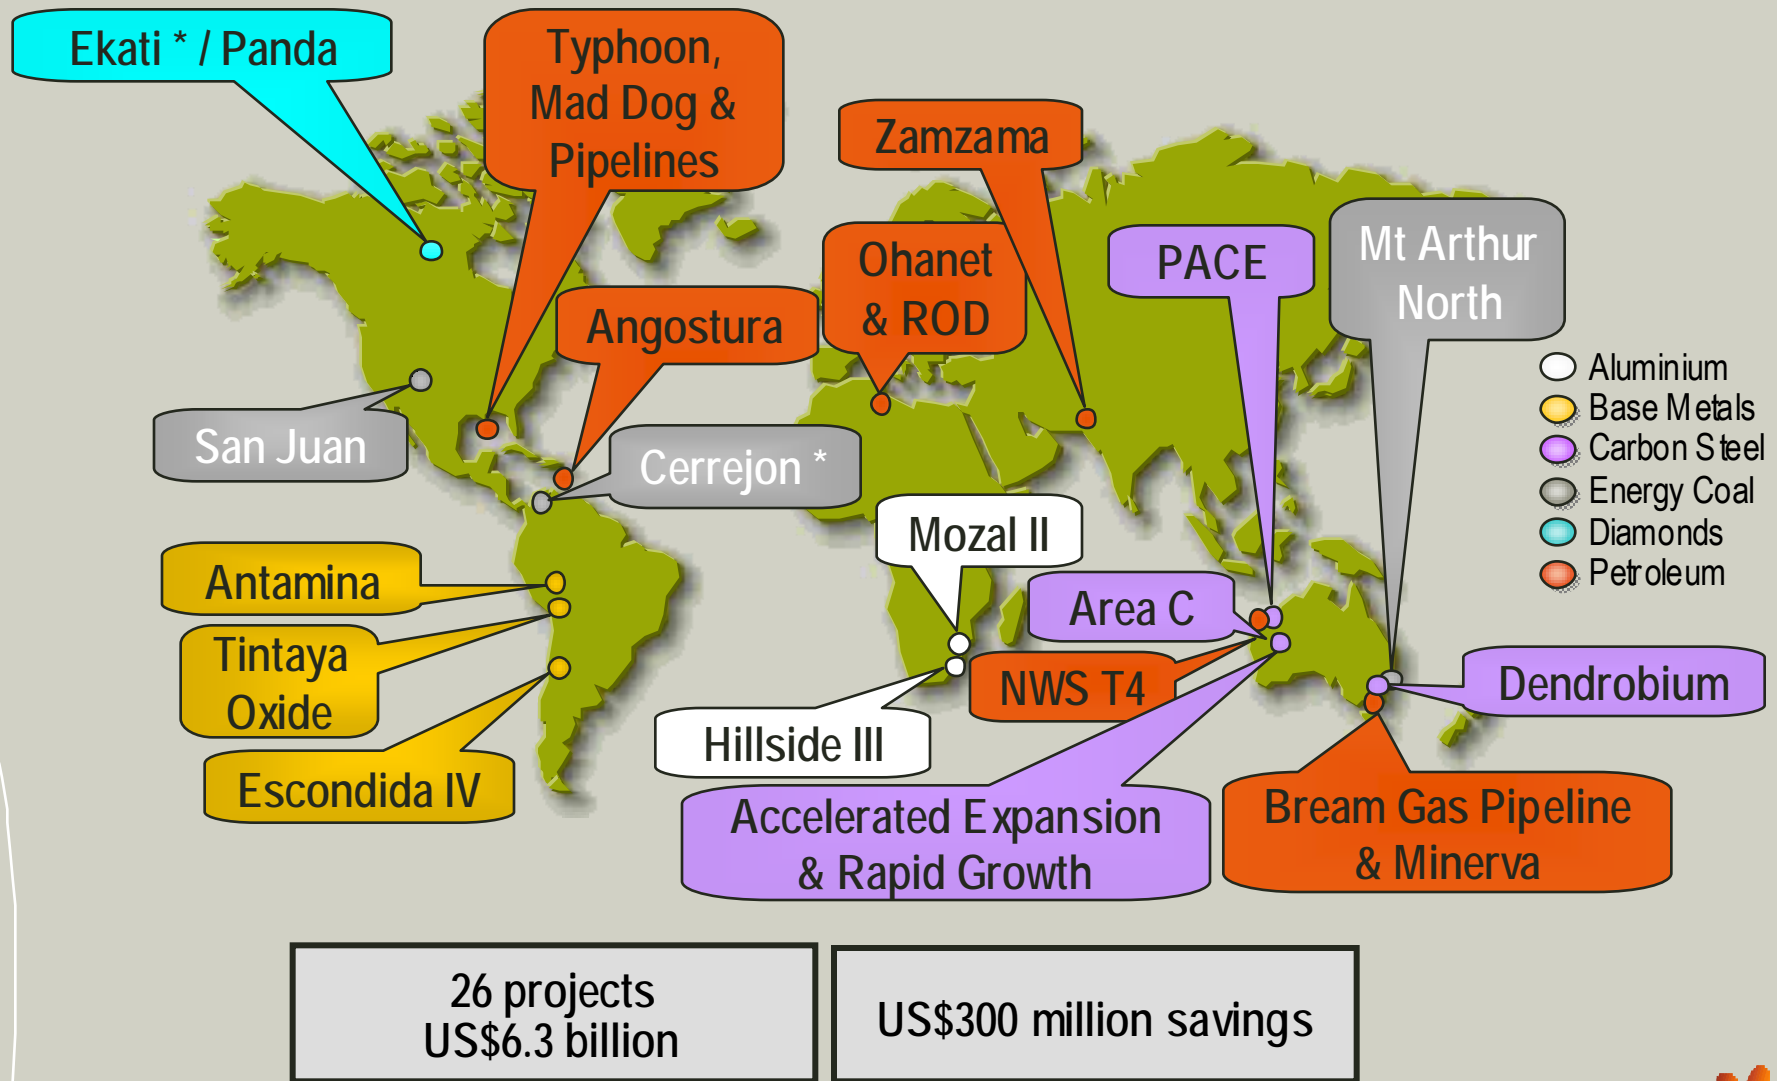 Ekati * / Panda
Typhoon,
Mad Dog &
Pipelines
Zamzama
Ohanet
& ROD
PACE
Mt Arthur
North
Angostura
San Juan
Cerrejon *
Aluminium
Base Metals
Carbon Steel
Energy Coal
Diamonds
Petroleum
Antamina
Tintaya
Oxide
Escondida IV
Mozal II
Area C
NWS T4
Hillside III
Dendrobium
Accelerated Expansion
& Rapid Growth
Bream Gas Pipeline
& Minerva
26 projects
US$6.3 billion
US$300 million savings